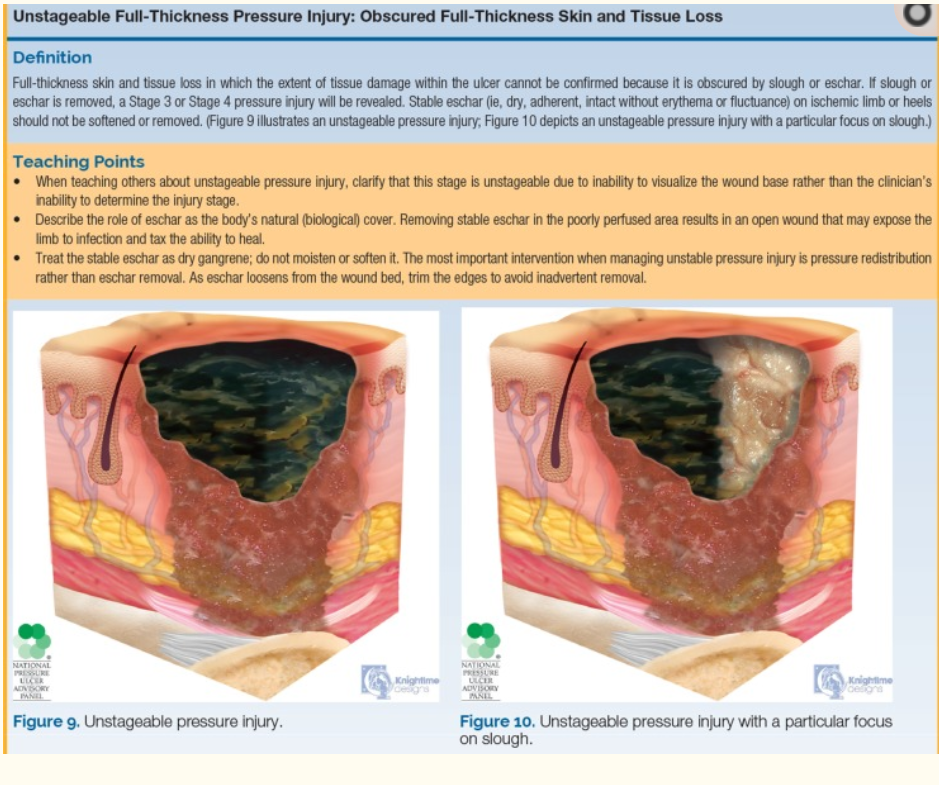 Unstageable Full-Thickness Pressure Injury: Obscured Full-Thickness Skin and Tissue Loss
Definition
Full-thickness skin and tissue loss in which the extent of tissue damage within the ulcer cannot be confirmed because it is obscured by slough or eschar. If slough or
eschar is removed, a Stage 3 or Stage 4 pressure injury will be revealed. Stable eschar (ie, dry, adherent, intact without erythema or fluctuance) on ischemic limb or heels
should not be softened or removed. (Figure 9 illustrates an unstageable pressure injury; Figure 10 depicts an unstageable pressure injury with a particular focus on slough.)
Teaching Points
• When teaching others about unstageable pressure injury, clarify that this stage is unstageable due to inability to visualize the wound base rather than the clinician's
inability to determine the injury stage.
• Describe the role of eschar as the body's natural (biological) cover. Removing stable eschar in the poorly perfused area results in an open wound that may expose the
limb to infection and tax the ability to heal.
• Treat the stable eschar as dry gangrene; do not moisten or soften it. The most important intervention when managing unstable pressure injury is pressure redistribution
rather than eschar removal. As eschar loosens from the wound bed, trim the edges to avoid inadvertent removal.
NATIONAL
PRESSURE
ULCER
ADVISORY
PANEL
Knightime
designs
NATIONAL
PRESSURE
ULCER
ADVISORY
PANEL
Knightime
designs
Figure 9. Unstageable pressure injury.
Figure 10. Unstageable pressure injury with a particular focus
on slough.